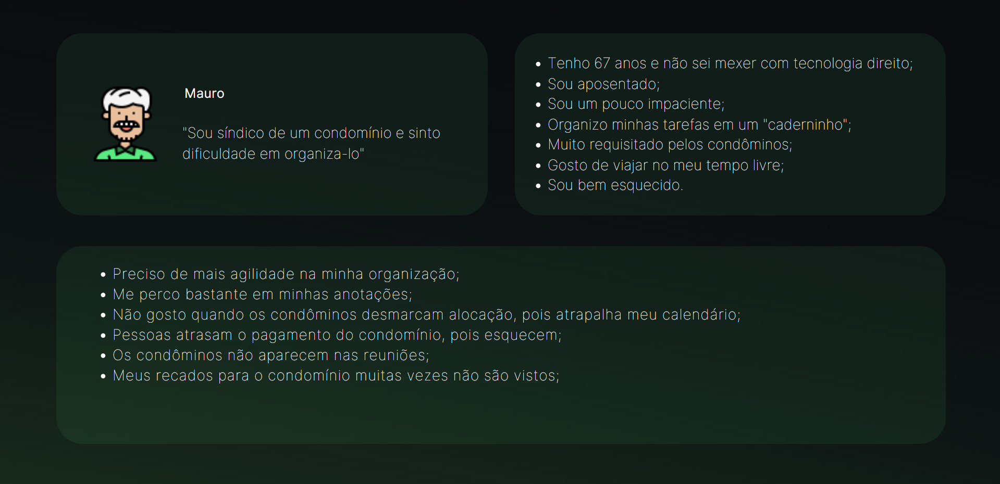 Mauro
"Sou síndico de um condomínio e sinto
dificuldade em organiza-lo"
• Tenho 67 anos e não sei mexer com tecnologia direito;
• Sou aposentado;
• Sou um pouco impaciente;
• Organizo minhas tarefas em um "caderninho";
• Muito requisitado pelos condôminos;
• Gosto de viajar no meu tempo livre;
• Sou bem esquecido.
• Preciso de mais agilidade na minha organização;
• Me perco bastante em minhas anotações;
• Não gosto quando os condôminos desmarcam alocação, pois atrapalha meu calendário;
• Pessoas atrasam o pagamento do condomínio, pois esquecem;
• Os condôminos não aparecem nas reuniões;
• Meus recados para o condomínio muitas vezes não são vistos;